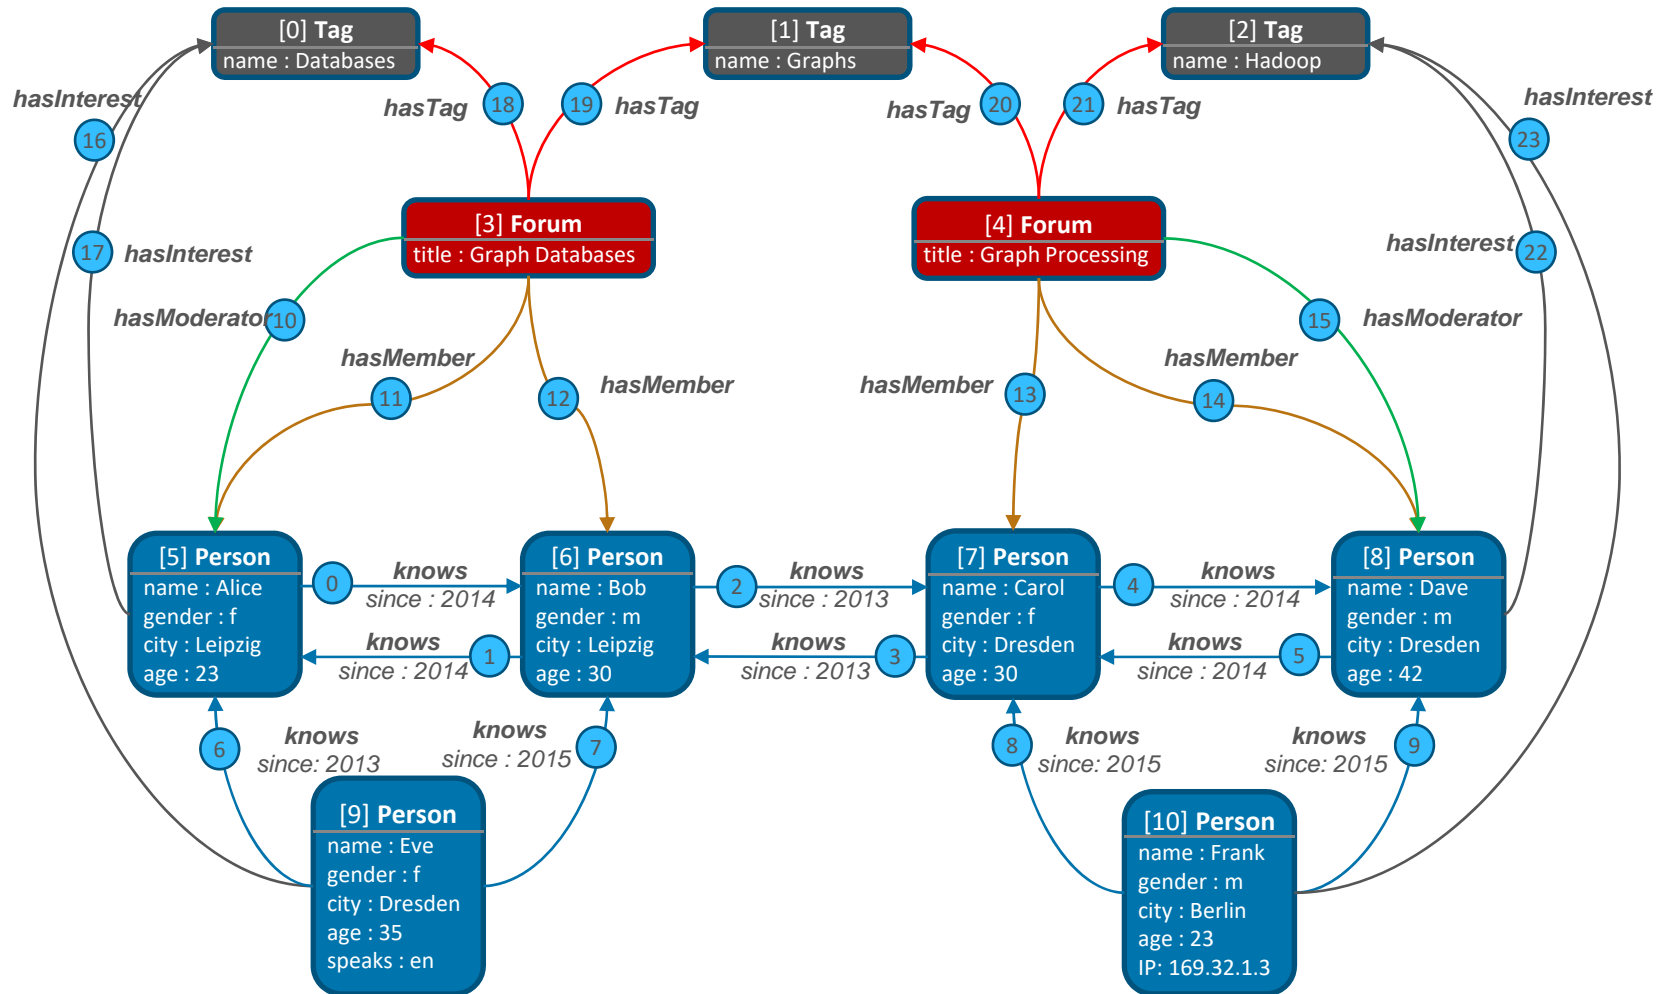 [0] Tag
name : Databases
[1] Tag
name : Graphs
[2] Tag
name : Hadoop
hasInterest
16
hasTag
18
19
hasTag
hasTag
20
21
hasTag
hasInterest
23
17
hasInterest
[3] Forum
title : Graph Databases
[4] Forum
title : Graph Processing
hasInterest
22
hasModerator
10
hasMember
11
12
hasMember
hasMember
13
hasMember
14
15
hasModerator
[5] Person
name : Alice
gender : f
city : Leipzig
age : 23
0
knows
since : 2014
knows
since : 2014
1
[6] Person
name : Bob
gender : m
city : Leipzig
age : 30
2
knows
since : 2013
knows
since : 2013
3
[7] Person
name : Carol
gender : f
city : Dresden
age : 30
4
knows
since : 2014
knows
since : 2014
5
[8] Person
name : Dave
gender : m
city : Dresden
age : 42
6
knows
since: 2013
knows
since : 2015
7
8
knows
since: 2015
knows
since: 2015
9
[9] Person
name : Eve
gender : f
city : Dresden
age : 35
speaks : en
[10] Person
name : Frank
gender : m
city : Berlin
age : 23
IP: 169.32.1.3